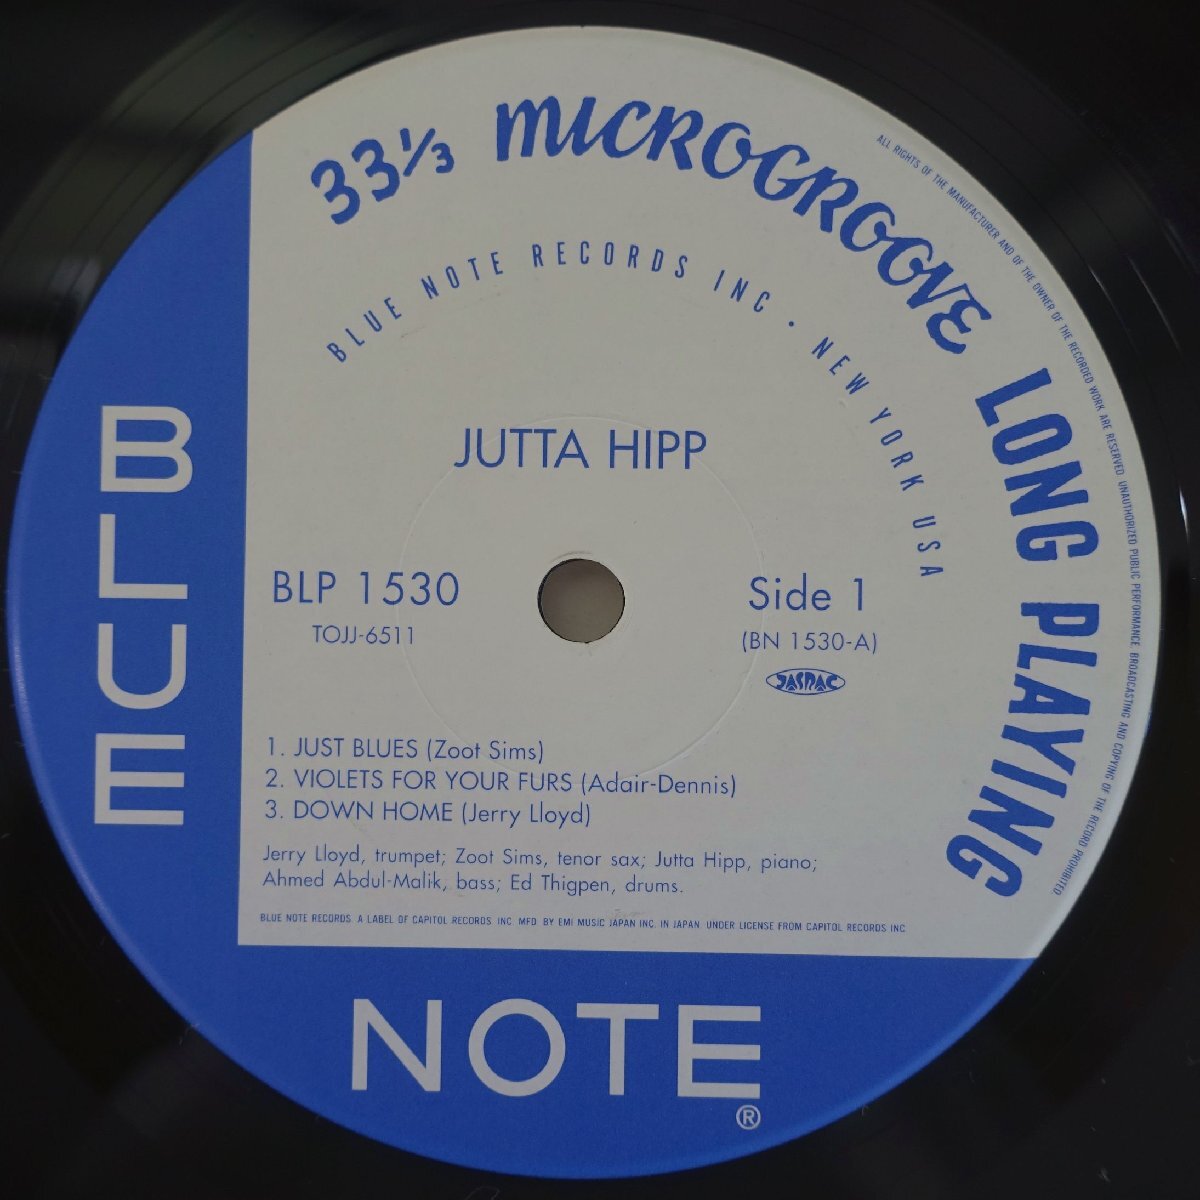 33⅓ MICROGROOVE LONG PLAYING
ALL RIGHTS OF THE MANUFACTURER AND OF THE OWNER OF THE RECORDED WORK ARE RESERVED. UNAUTHORIZED PUBLIC PERFORMANCE BROADCASTING AND COPYING OF THE RECORD PROHIBITED
BLUE NOTE RECORDS INC · NEW YORK USA
JUTTA HIPP
BLP 1530
TOJJ-6511
Side 1
(BN 1530-A)
JASRAC
1. JUST BLUES (Zoot Sims)
2. VIOLETS FOR YOUR FURS (Adair-Dennis)
3. DOWN HOME (Jerry Lloyd)
Jerry Lloyd, trumpet; Zoot Sims, tenor sax; Jutta Hipp, piano;
Ahmed Abdul-Malik, bass; Ed Thigpen, drums.
BLUE NOTE RECORDS. A LABEL OF CAPITOL RECORDS INC. MFD. BY EMI MUSIC JAPAN INC. IN JAPAN. UNDER LICENSE FROM CAPITOL RECORDS INC
BLUE
NOTE®